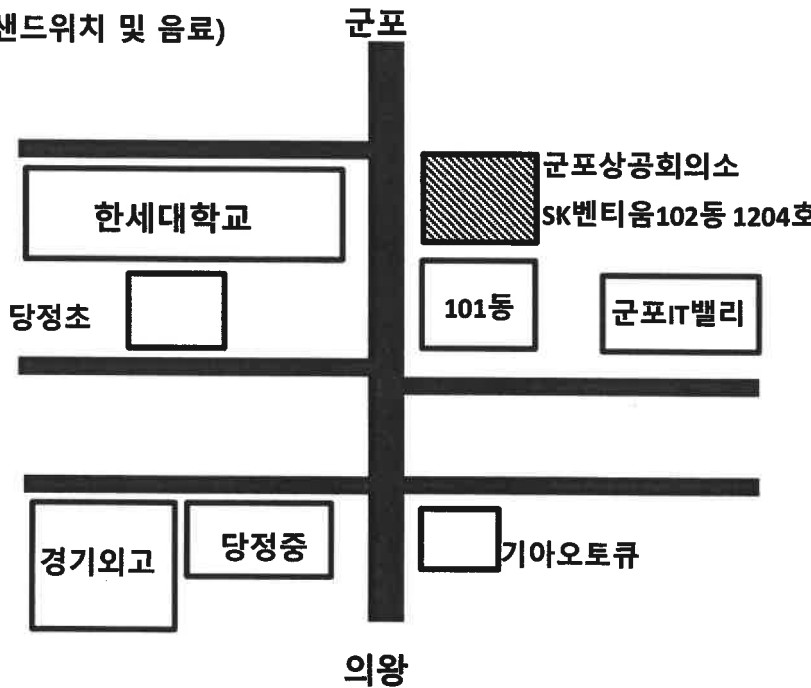 샌드위치 및 음료)
군포
군포상공회의소
SK벤티움102동 1204호
한세대학교
당정초
101동
군포IT밸리
경기외고
당정중
기아오토큐
의왕